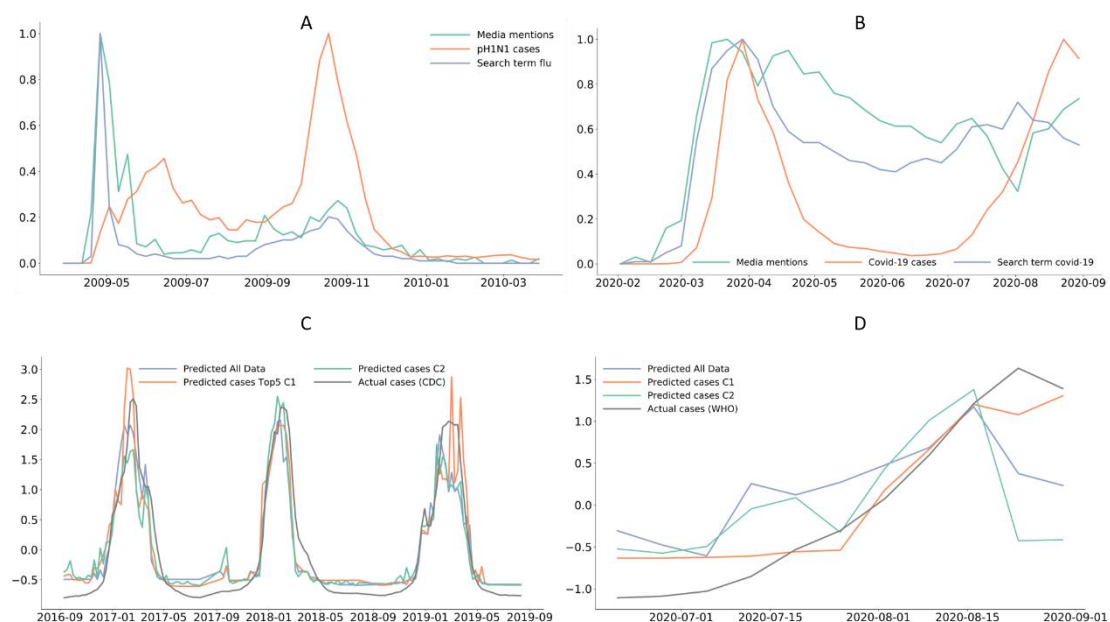 A
Media mentions
pH1N1 cases
Search term flu
1.0
0.8
0.6
0.4
0.2
0.0
2009-05 2009-07 2009-09 2009-11 2010-01 2010-03
B
1.0
0.8
0.6
0.4
0.2
0.0
Media mentions Covid-19 cases Search term covid-19
2020-02 2020-03 2020-04 2020-05 2020-06 2020-07 2020-08 2020-09
C
Predicted All Data Predicted cases C2
Predicted cases Top5 C1 Actual cases (CDC)
3.0
2.5
2.0
1.5
1.0
0.5
0.0
−0.5
2016-09 2017-01 2017-05 2017-09 2018-01 2018-05 2018-09 2019-01 2019-05 2019-09
D
Predicted All Data
Predicted cases C1
Predicted cases C2
Actual cases (WHO)
1.5
1.0
0.5
0.0
−0.5
−1.0
2020-07-01 2020-07-15 2020-08-01 2020-08-15 2020-09-01